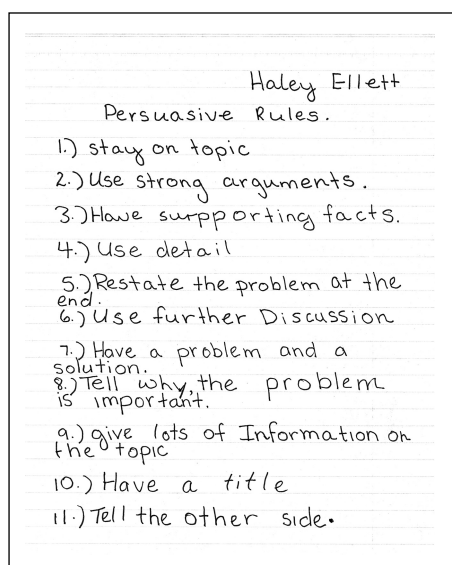 Haley Ellett
Persuasive Rules.
1.) stay on topic
2.) Use strong arguments.
3.) Have surpporting facts.
4.) Use detail
5.) Restate the problem at the
end.
6.) Use further Discussion
7.) Have a problem and a
solution.
8.) Tell why, the problem
is important.
9.) give lots of Information on
the topic
10.) Have a title
11.) Tell the other side.